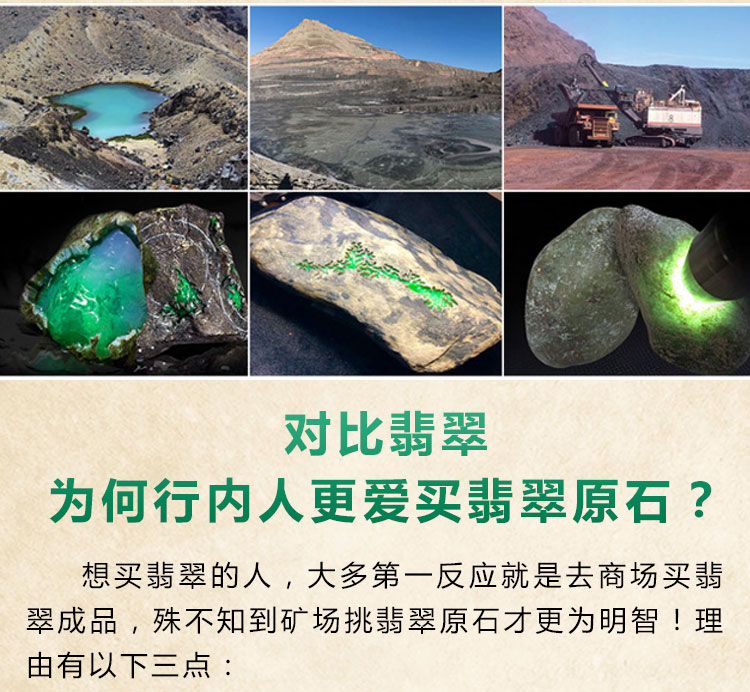 对比翡翠
为何行内人更爱买翡翠原石？
想买翡翠的人，大多第一反应就是去商场买翡
翠成品，殊不知到矿场挑翡翠原石才更为明智！理
由有以下三点：